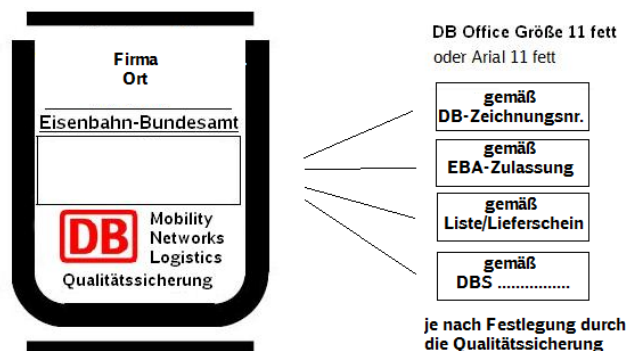 Firma
Ort
Eisenbahn-Bundesamt
DB
Mobility
Networks
Logistics
Qualitätssicherung
DB Office Größe 11 fett
oder Arial 11 fett
gemäß
DB-Zeichnungsnr.
gemäß
EBA-Zulassung
gemäß
Liste/Lieferschein
gemäß
DBS ................
je nach Festlegung durch
die Qualitätssicherung